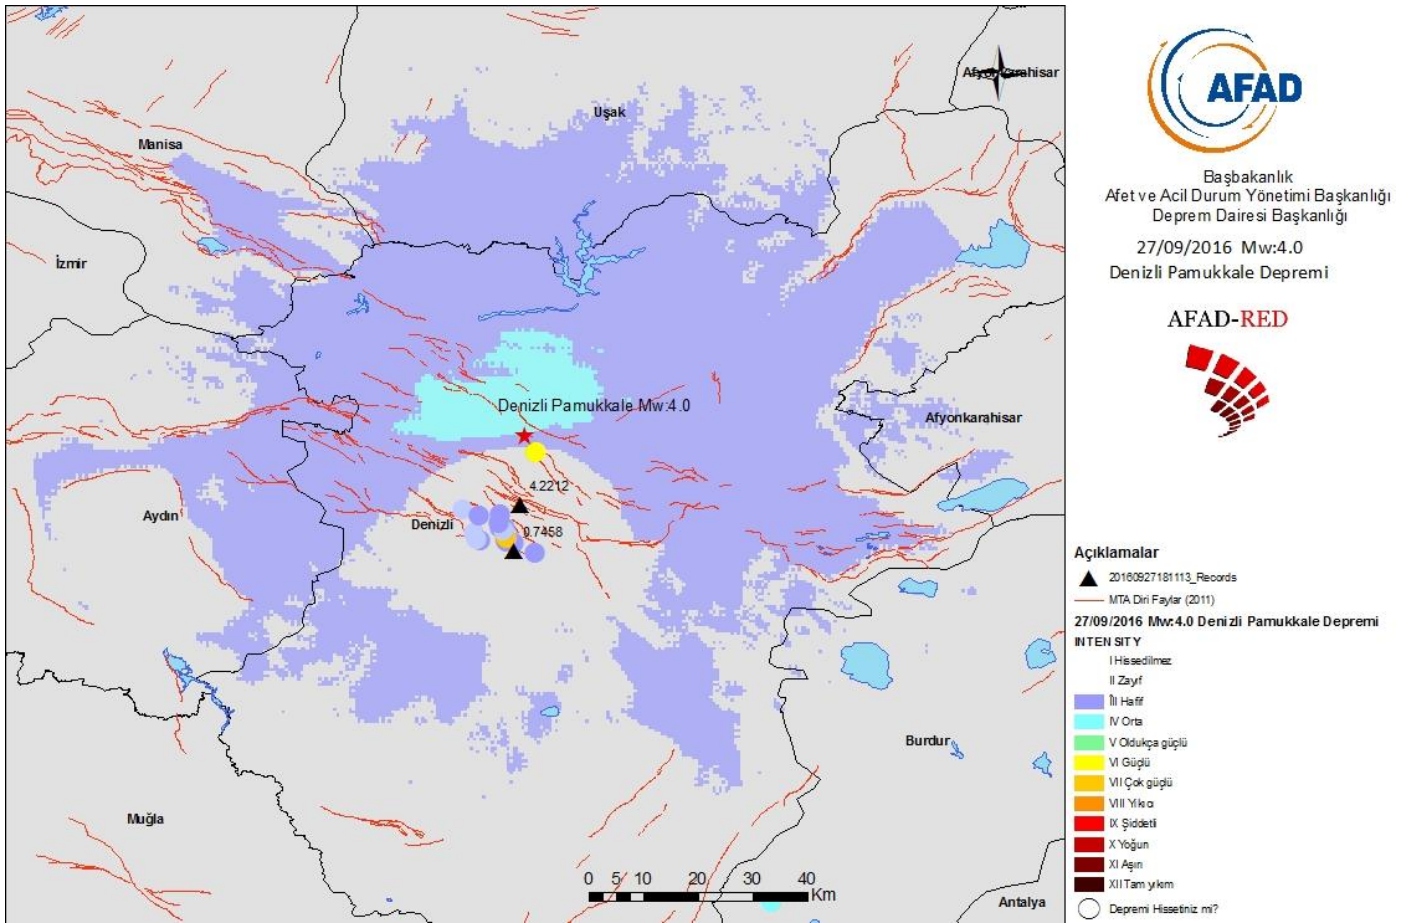 Afyonkarahisar
Uşak
Manisa
İzmir
Denizli Pamukkale Mw:4.0
Afyonkarahisar
4.2212
Aydın
Denizli
0.7458
Burdur
Muğla
0 5 10 20 30 40
Km
Antalya
AFAD
Başbakanlık
Afet ve Acil Durum Yönetimi Başkanlığı
Deprem Dairesi Başkanlığı
27/09/2016 Mw:4.0
Denizli Pamukkale Depremi
AFAD-RED
Açıklamalar
20160927181113_Records
MTA Diri Faylar (2011)
27/09/2016 Mw:4.0 Denizli Pamukkale Depremi
INTENSITY
I Hissedilmez
II Zayıf
III Hafif
IV Orta
V Oldukça güçlü
VI Güçlü
VII Çok güçlü
VIII Yıkıcı
IX Şiddetli
X Yoğun
XI Aşırı
XII Tam yıkım
Depremi Hissetiniz mi?